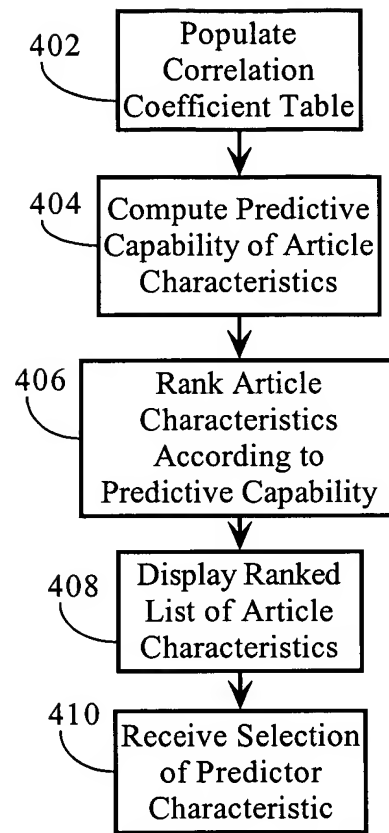 402
Populate
Correlation
Coefficient Table
404
Compute Predictive
Capability of Article
Characteristics
406
Rank Article
Characteristics
According to
Predictive Capability
408
Display Ranked
List of Article
Characteristics
410
Receive Selection
of Predictor
Characteristic